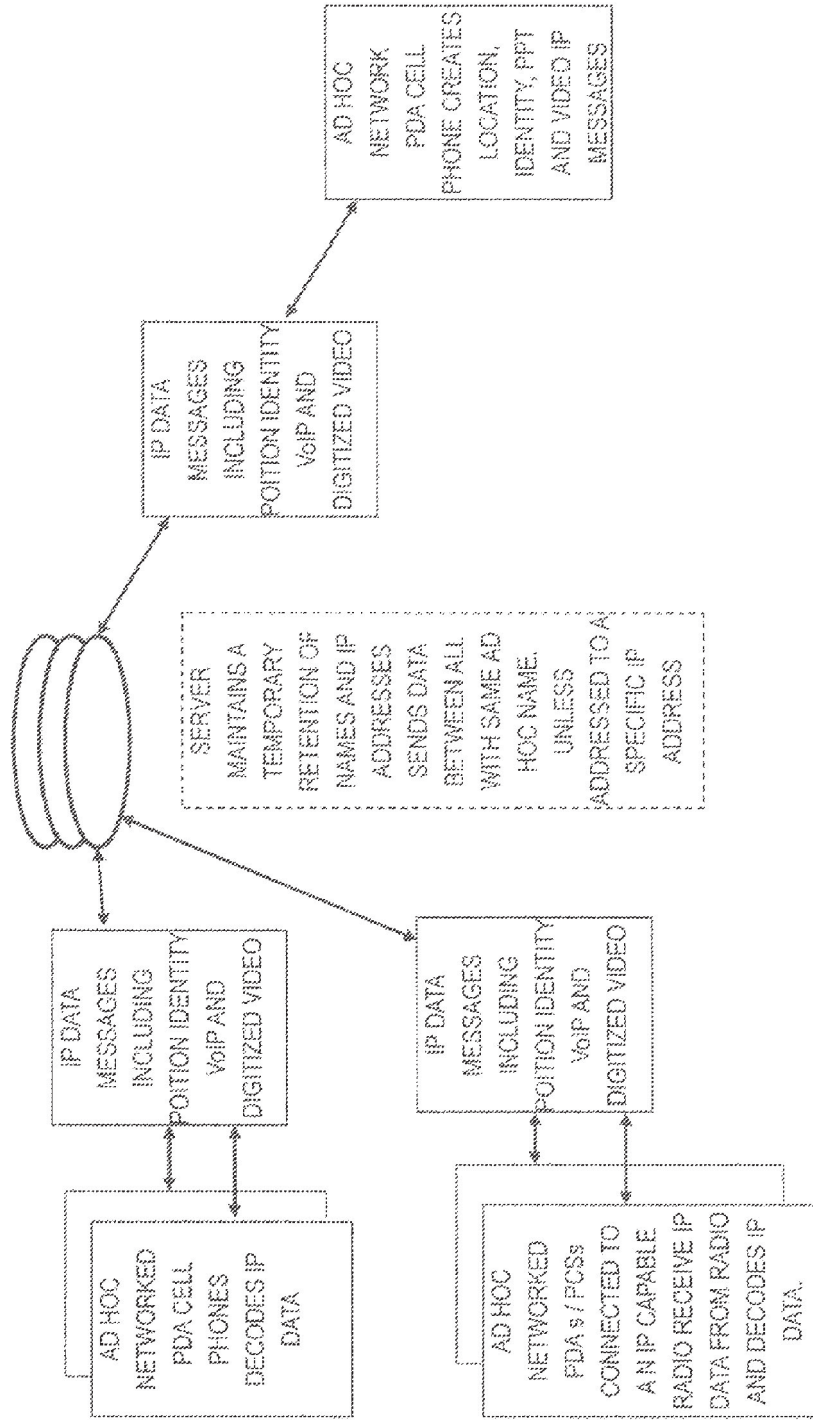 AD HOC
NETWORKED
PDA CELL
PHONES
DECODES IP
DATA
IP DATA
MESSAGES
INCLUDING
POITION IDENTITY
VoIP AND
DIGITIZED VIDEO
IP DATA
MESSAGES
INCLUDING
POITION IDENTITY
VoIP AND
DIGITIZED VIDEO
AD HOC
NETWORK
PDA CELL
PHONE CREATES
LOCATION,
IDENTITY, PPT
AND VIDEO IP
MESSAGES
SERVER
MAINTAINS A
TEMPORARY
RETENTION OF
NAMES AND IP
ADDRESSES
SENDS DATA
BETWEEN ALL
WITH SAME AD
HOC NAME.
UNLESS
ADDRESSED TO A
SPECIFIC IP
ADDRESS
AD HOC
NETWORKED
PDA s / PCSs
CONNECTED TO
A N IP CAPABLE
RADIO RECEIVE IP
DATA FROM RADIO
AND DECODES IP
DATA.
IP DATA
MESSAGES
INCLUDING
POITION IDENTITY
VoIP AND
DIGITIZED VIDEO